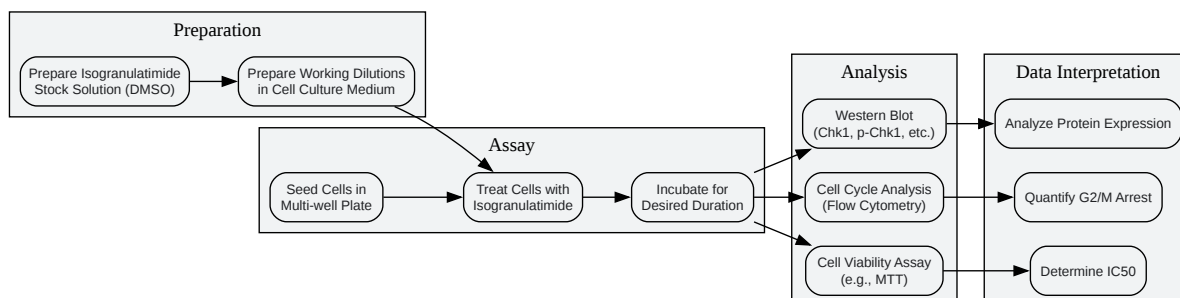 Preparation
Prepare Isogranulatimide
Stock Solution (DMSO)
Prepare Working Dilutions
in Cell Culture Medium
Assay
Seed Cells in
Multi-well Plate
Treat Cells with
Isogranulatimide
Incubate for
Desired Duration
Analysis
Western Blot
(Chk1, p-Chk1, etc.)
Cell Cycle Analysis
(Flow Cytometry)
Cell Viability Assay
(e.g., MTT)
Data Interpretation
Analyze Protein Expression
Quantify G2/M Arrest
Determine IC50